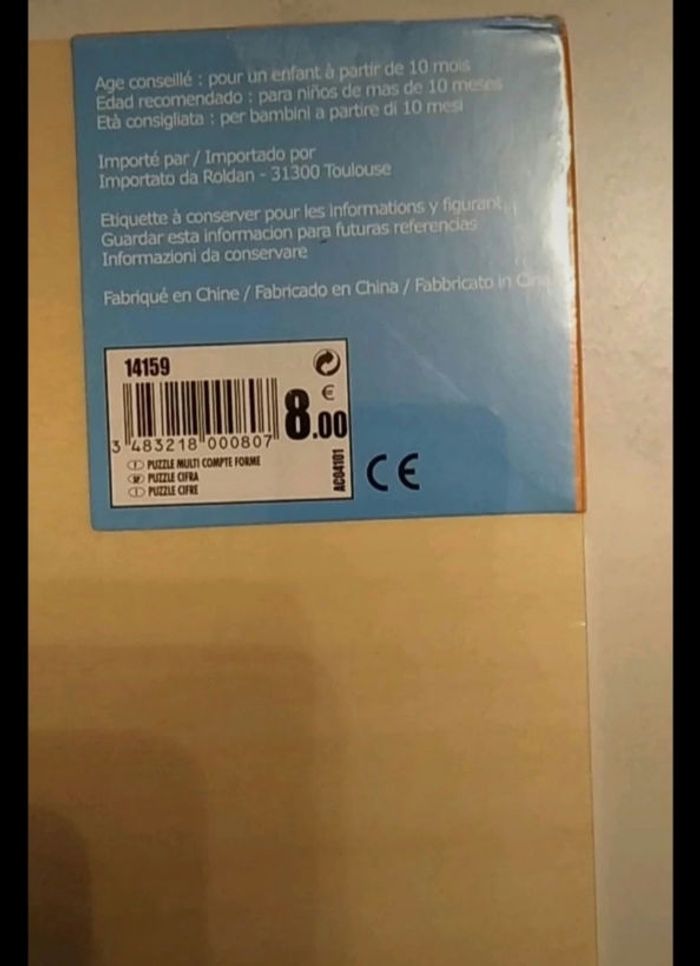 Age conseillé : pour un enfant à partir de 10 mois
Edad recomendado : para niños de mas de 10 meses
Età consigliata : per bambini a partire di 10 mesi
Importé par / Importado por
Importato da Roldan - 31300 Toulouse
Etiquette à conserver pour les informations y figurant
Guardar esta informacion para futuras referencias
Informazioni da conservare
Fabriqué en Chine / Fabricado en China / Fabbricato in Cina
14159
€
8.00
3 483218 000807
PUZZLE MULTI COMPTE FORME
PUZZLE CIFRA
PUZZLE CIFRE
AC04101
CE